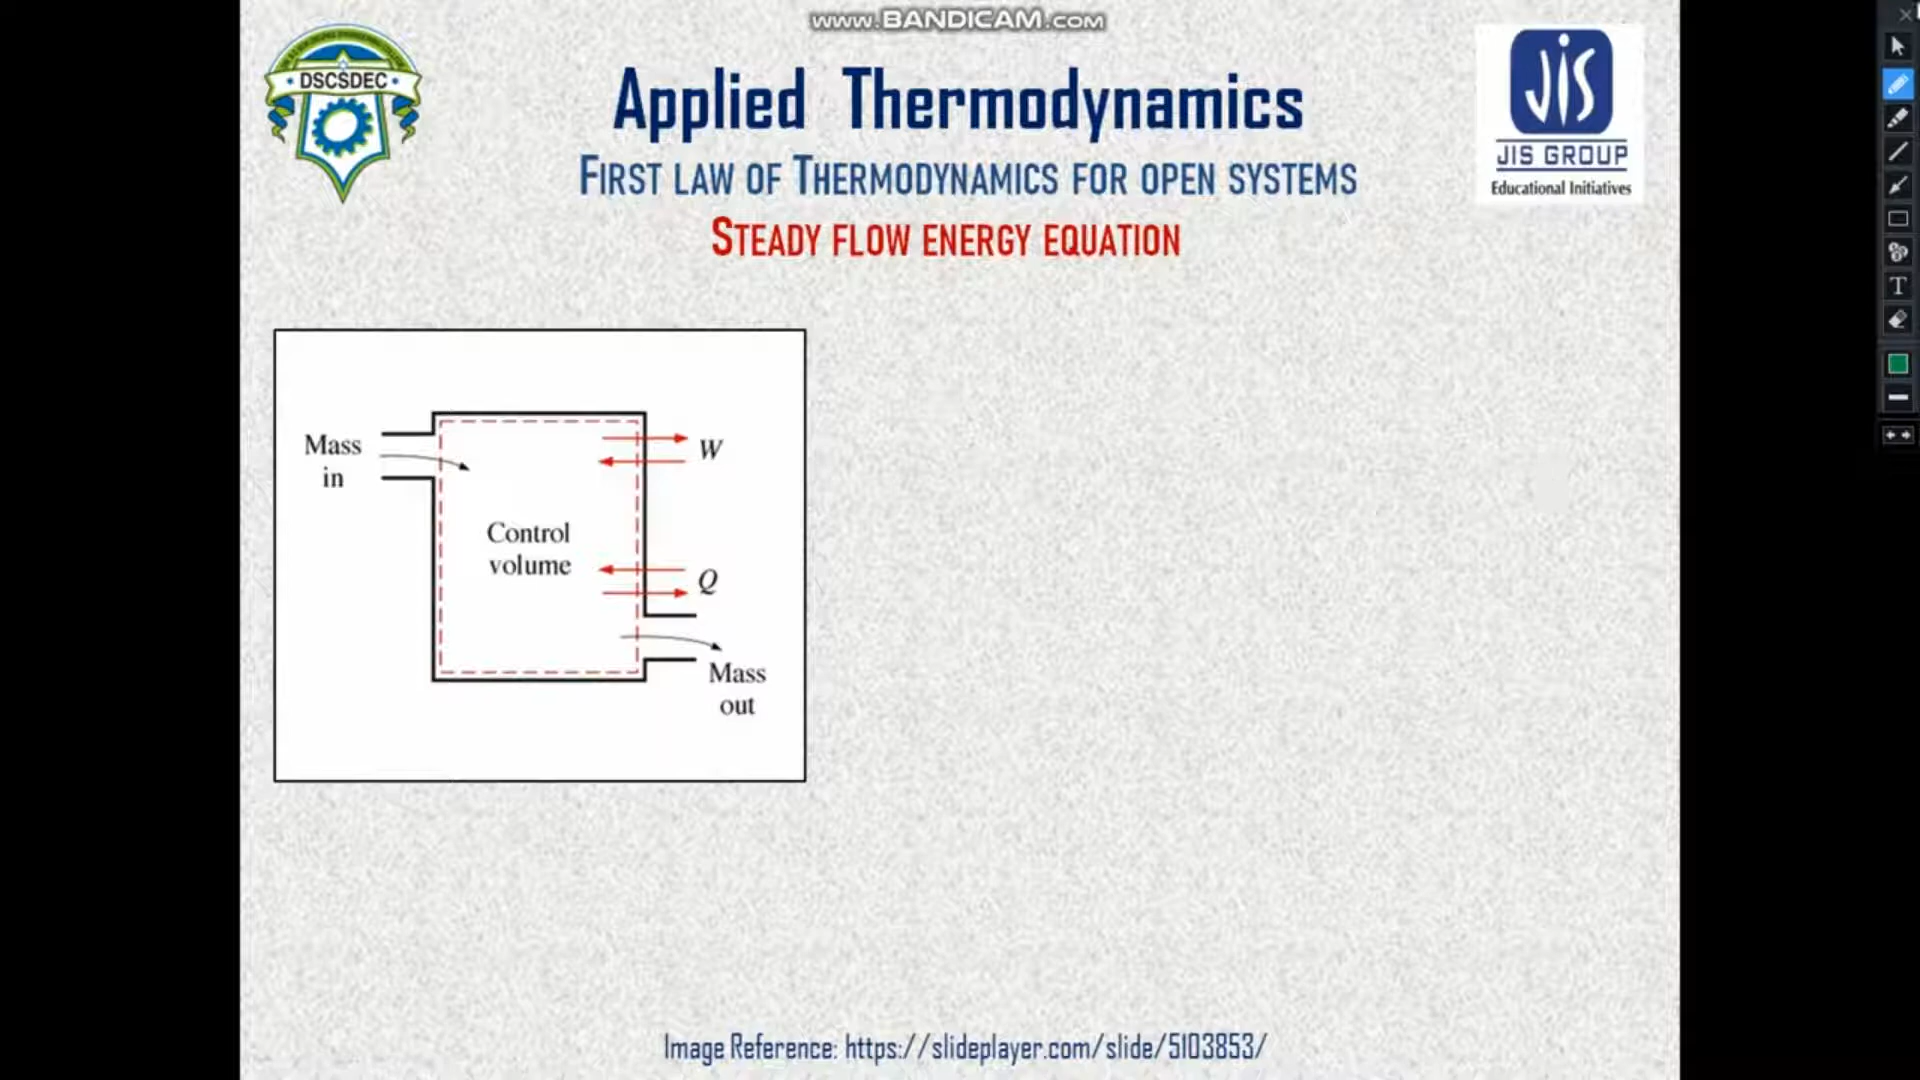 www.BANDICAM.com
DSCSDEC
Applied Thermodynamics
FIRST LAW OF THERMODYNAMICS FOR OPEN SYSTEMS
STEADY FLOW ENERGY EQUATION
JIS
JIS GROUP
Educational Initiatives
Mass
in
W
Control
volume
Q
Mass
out
Image Reference: https://slideplayer.com/slide/5103853/
T